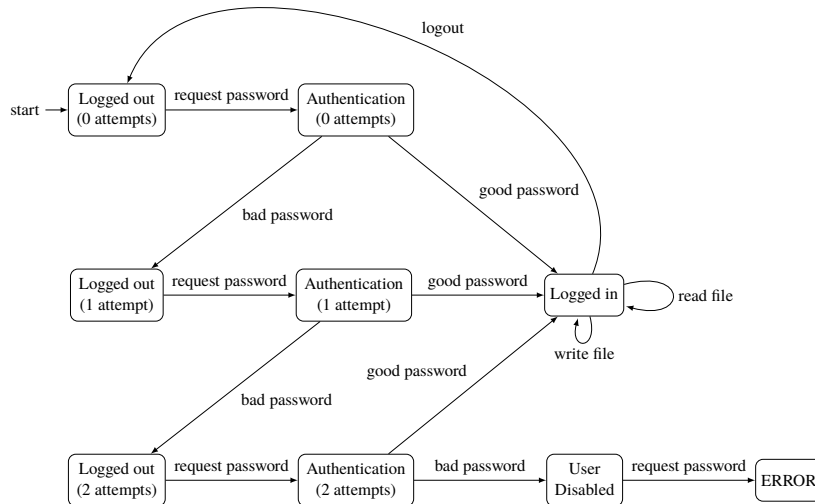 logout
start
Logged out
(0 attempts)
request password
Authentication
(0 attempts)
good password
bad password
Logged out
(1 attempt)
request password
Authentication
(1 attempt)
good password
Logged in
read file
write file
good password
bad password
Logged out
(2 attempts)
request password
Authentication
(2 attempts)
bad password
User
Disabled
request password
ERROR